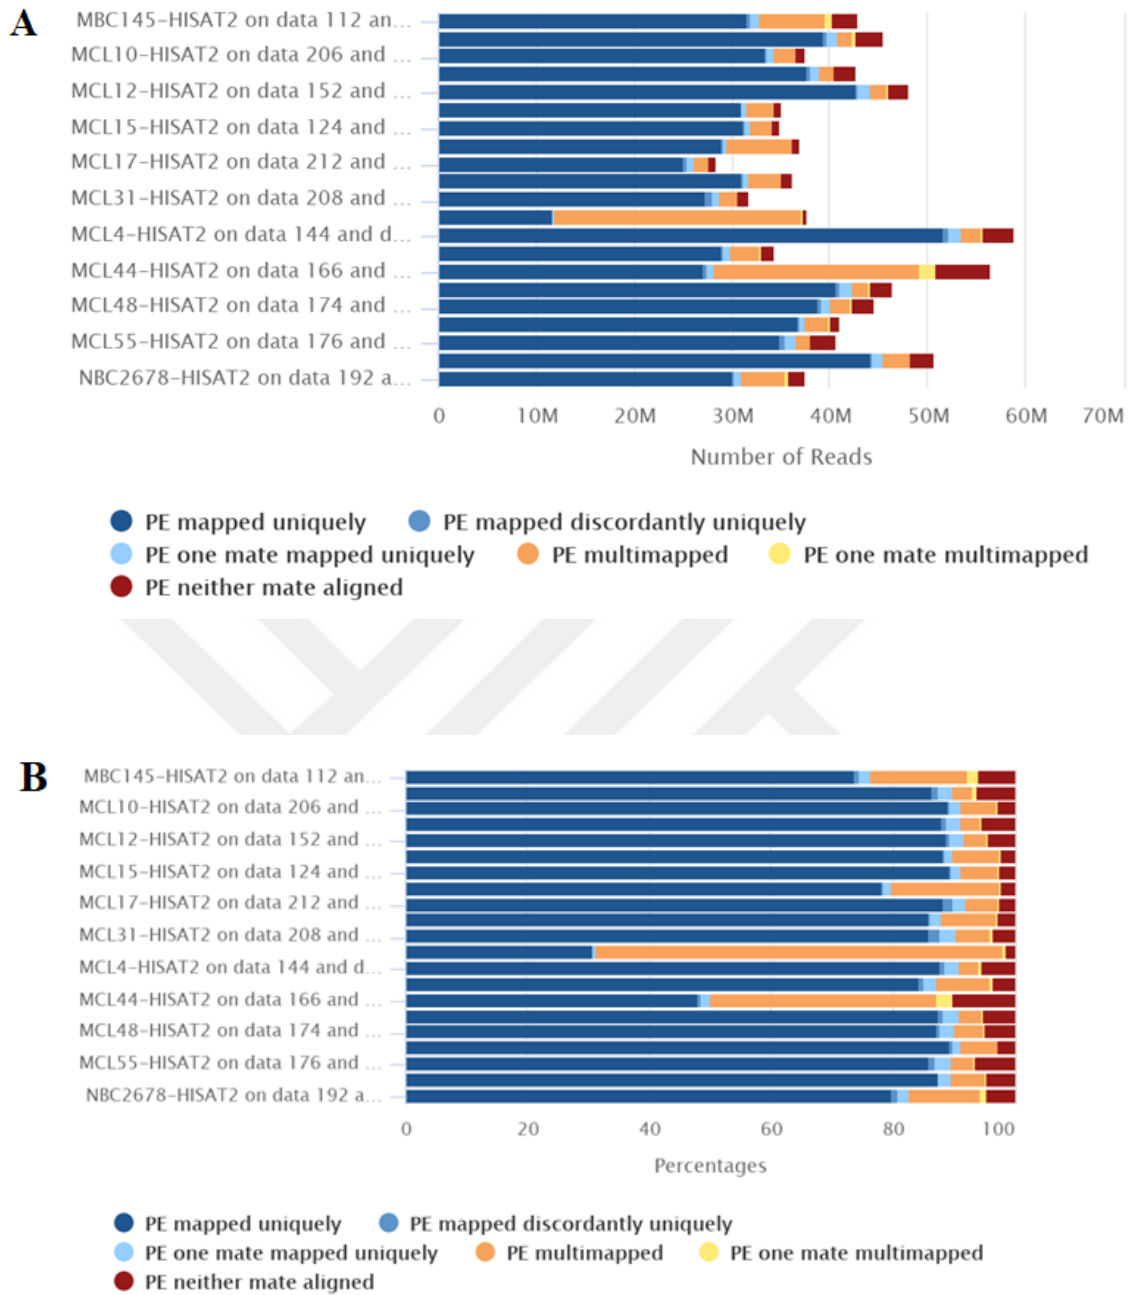 A
MBC145-HISAT2 on data 112 an...
MCL10-HISAT2 on data 206 and ...
MCL12-HISAT2 on data 152 and ...
MCL15-HISAT2 on data 124 and ...
MCL17-HISAT2 on data 212 and ...
MCL31-HISAT2 on data 208 and ...
MCL4-HISAT2 on data 144 and d...
MCL44-HISAT2 on data 166 and ...
MCL48-HISAT2 on data 174 and ...
MCL55-HISAT2 on data 176 and ...
NBC2678-HISAT2 on data 192 a...
0 10M 20M 30M 40M 50M 60M 70M
Number of Reads
PE mapped uniquely PE mapped discordantly uniquely
PE one mate mapped uniquely PE multimapped PE one mate multimapped
PE neither mate aligned
B
MBC145-HISAT2 on data 112 an...
MCL10-HISAT2 on data 206 and ...
MCL12-HISAT2 on data 152 and ...
MCL15-HISAT2 on data 124 and ...
MCL17-HISAT2 on data 212 and ...
MCL31-HISAT2 on data 208 and ...
MCL4-HISAT2 on data 144 and d...
MCL44-HISAT2 on data 166 and ...
MCL48-HISAT2 on data 174 and ...
MCL55-HISAT2 on data 176 and ...
NBC2678-HISAT2 on data 192 a...
0 20 40 60 80 100
Percentages
PE mapped uniquely PE mapped discordantly uniquely
PE one mate mapped uniquely PE multimapped PE one mate multimapped
PE neither mate aligned